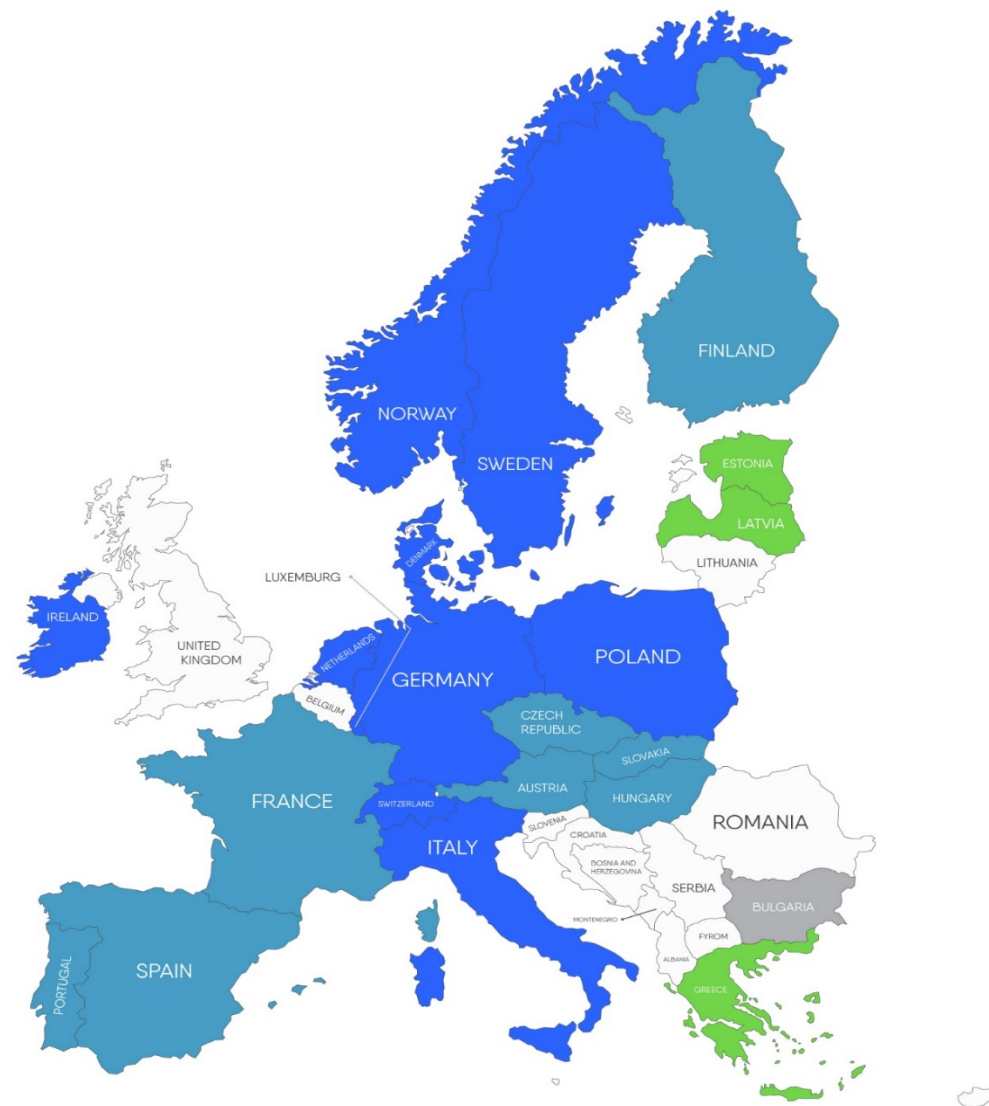 FINLAND
NORWAY
SWEDEN
ESTONIA
LATVIA
LITHUANIA
DENMARK
LUXEMBURG
IRELAND
UNITED
KINGDOM
NETHERLANDS
BELGIUM
GERMANY
POLAND
CZECH
REPUBLIC
SLOVAKIA
AUSTRIA
HUNGARY
FRANCE
SWITZERLAND
ITALY
SLOVENIA
CROATIA
ROMANIA
BOSNIA AND
HERZEGOVINA
SERBIA
BULGARIA
MONTENEGRO
FYROM
ALBANIA
GREECE
PORTUGAL
SPAIN